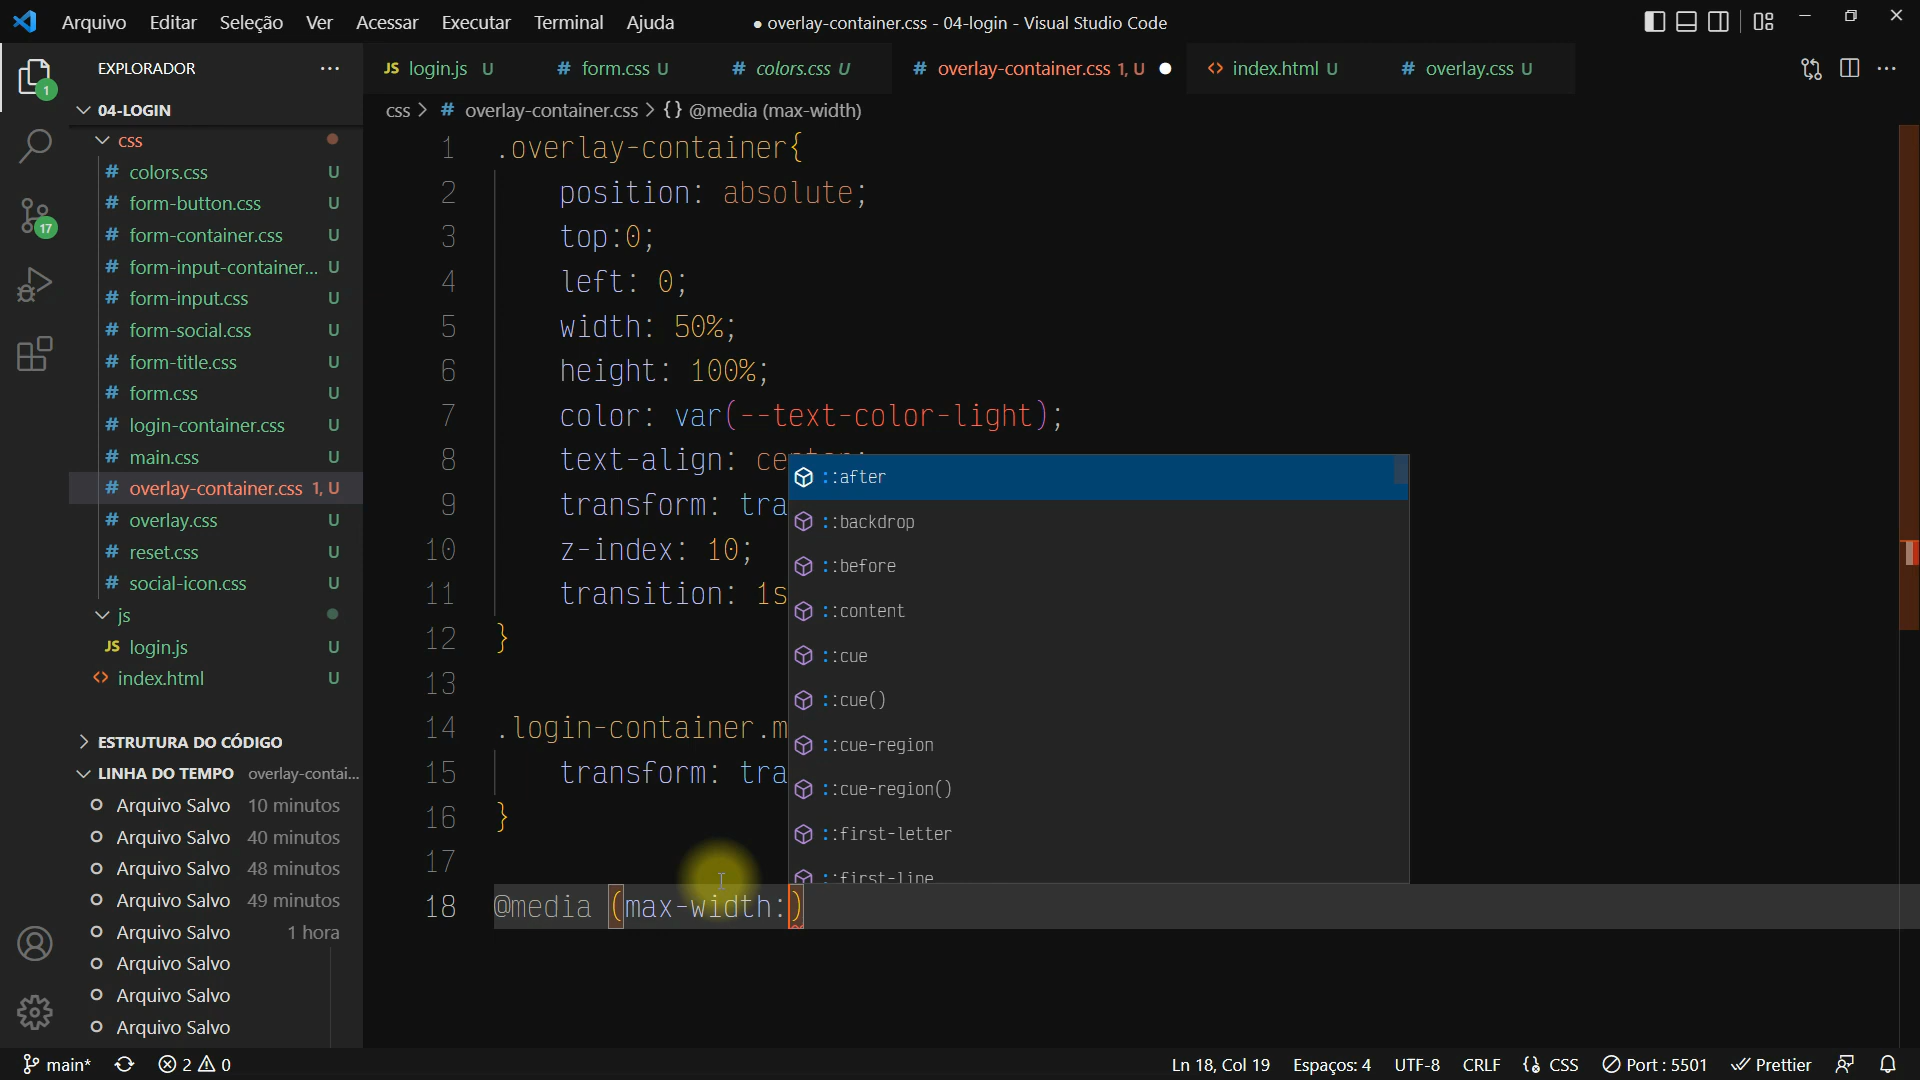 Arquivo Editar Seleção Ver Acessar Executar Terminal Ajuda
● overlay-container.css - 04-login - Visual Studio Code
EXPLORADOR ...
JS login.js U
# form.css U
# colors.css U
# overlay-container.css 1, U ●
<> index.html U
# overlay.css U
css > # overlay-container.css > {} @media (max-width)
1
04-LOGIN
css
# colors.css U
# form-button.css U
# form-container.css U
# form-input-container... U
# form-input.css U
# form-social.css U
# form-title.css U
# form.css U
# login-container.css U
# main.css U
# overlay-container.css 1, U
# overlay.css U
# reset.css U
# social-icon.css U
js
JS login.js U
<> index.html U
17
ESTRUTURA DO CÓDIGO
LINHA DO TEMPO overlay-contai...
Arquivo Salvo 10 minutos
Arquivo Salvo 40 minutos
Arquivo Salvo 48 minutos
Arquivo Salvo 49 minutos
Arquivo Salvo 1 hora
Arquivo Salvo
Arquivo Salvo
Arquivo Salvo
1 .overlay-container{
2 position: absolute;
3 top:0;
4 left: 0;
5 width: 50%;
6 height: 100%;
7 color: var(--text-color-light);
8 text-align: ce
9 transform: tra
10 z-index: 10;
11 transition: 1s
12 }
13
14 .login-container.m
15 transform: tra
16 }
17
18 @media (max-width:)
::after
::backdrop
::before
::content
::cue
::cue()
::cue-region
::cue-region()
::first-letter
::first-line
main* 2 0
Ln 18, Col 19 Espaços: 4 UTF-8 CRLF {} CSS Port : 5501 Prettier